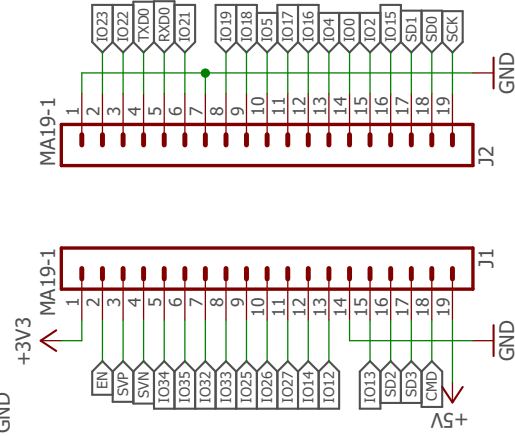 IO23
IO22
TXD0
RXD0
IO21
IO19
IO18
IO5
IO17
IO16
IO4
IO0
IO2
IO15
SD1
SD0
SCK
GND
1
2
3
4
5
6
7
8
9
10
11
12
13
14
15
16
17
18
19
MA19-1
J2
MA19-1
J1
1
2
3
4
5
6
7
8
9
10
11
12
13
14
15
16
17
18
19
+3V3
GND
EN
SVP
SVN
IO34
IO35
IO32
IO33
IO25
IO26
IO27
IO14
IO12
IO13
SD2
SD3
CMD
+5V
GND